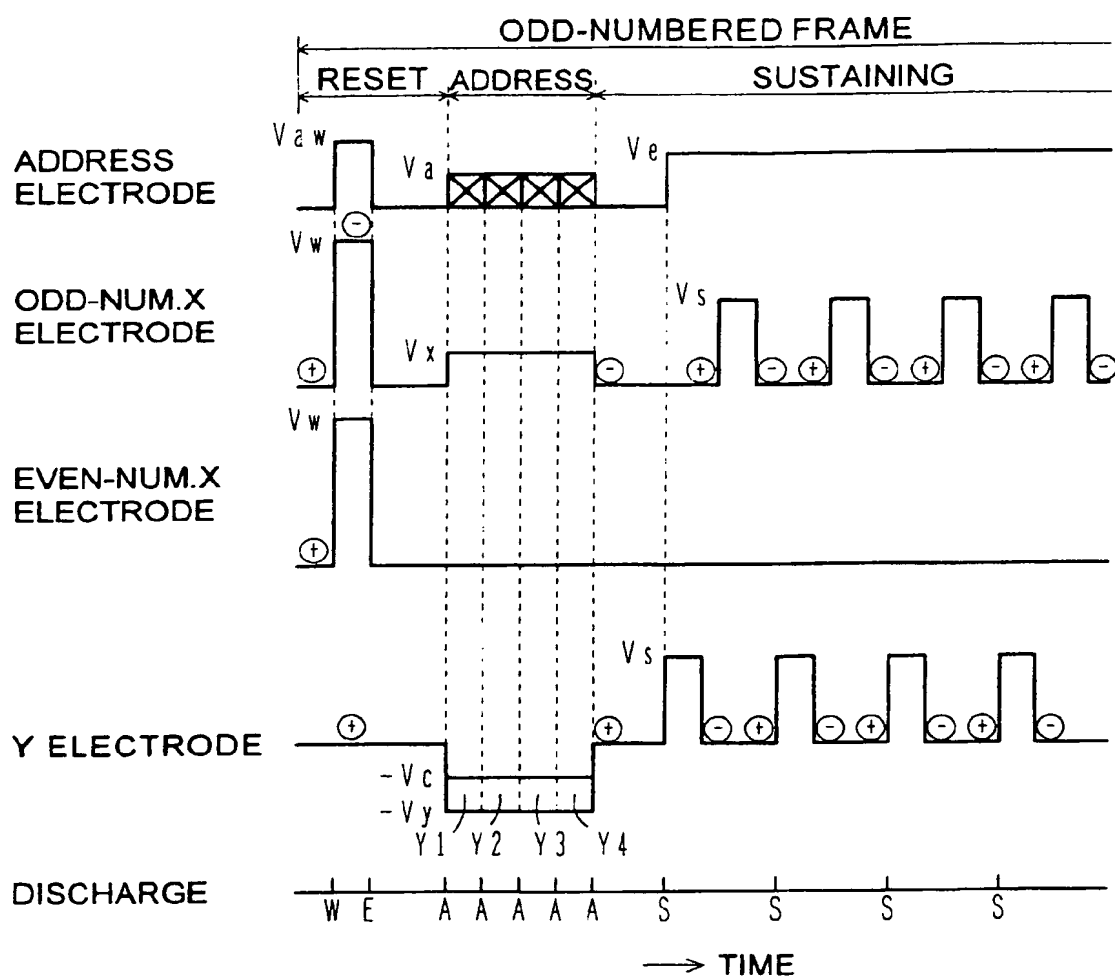 ODD-NUMBERED FRAME
RESET ADDRESS SUSTAINING
ADDRESS ELECTRODE
Vaw
Va
Ve
⊖
ODD-NUM.X ELECTRODE
Vw
Vx
Vs
⊕ ⊖ ⊕ ⊖ ⊕ ⊖ ⊕ ⊖ ⊕ ⊖
EVEN-NUM.X ELECTRODE
Vw
⊕
Y ELECTRODE
Vs
⊕ ⊕ ⊖ ⊕ ⊖ ⊕ ⊖ ⊕ ⊖
-Vc
-Vy
Y1 Y2 Y3 Y4
DISCHARGE
W E A A A A A S S S S
→ TIME